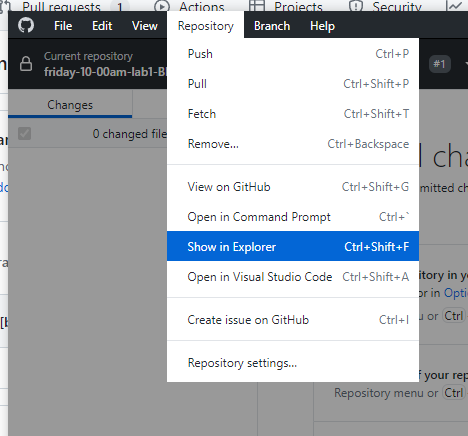 Pull requests 1
Actions
Projects
Security
File
Edit
View
Repository
Branch
Help
Current repository
friday-10-00am-lab1-
#1
Changes
0 changed file
Push Ctrl+P
Pull Ctrl+Shift+P
Fetch Ctrl+Shift+T
Remove... Ctrl+Backspace
View on GitHub Ctrl+Shift+G
Open in Command Prompt Ctrl+`
Show in Explorer Ctrl+Shift+F
Open in Visual Studio Code Ctrl+Shift+A
Create issue on GitHub Ctrl+I
Repository settings...
cha
mitted ch
itory in y
or in Optio
u or Ctrl
of your rep
Repository menu or Ctrl